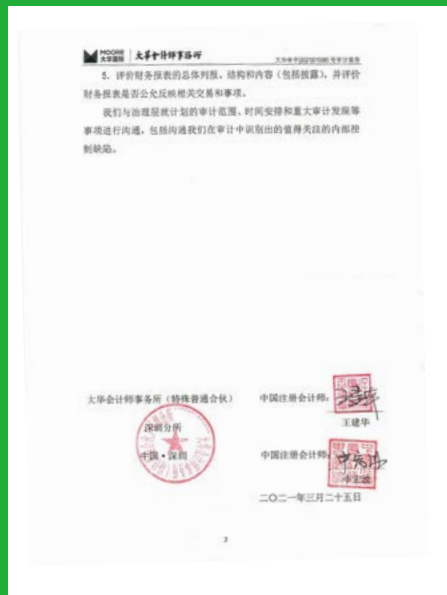 MOORE
大华国际
大华会计师事务所
5、评价财务报表的总体列报、结构和内容（包括披露），并评价
财务报表是否公允反映相关交易和事项。
我们与治理层就计划的审计范围、时间安排和重大审计发现等
事项进行沟通，包括沟通我们在审计中识别出的值得关注的内部控
制缺陷。
大华会计师事务所（特殊普通合伙）
深圳分所
中国·深圳
中国注册会计师：
王建华
中国注册会计师：
二〇二一年三月二十五日
3